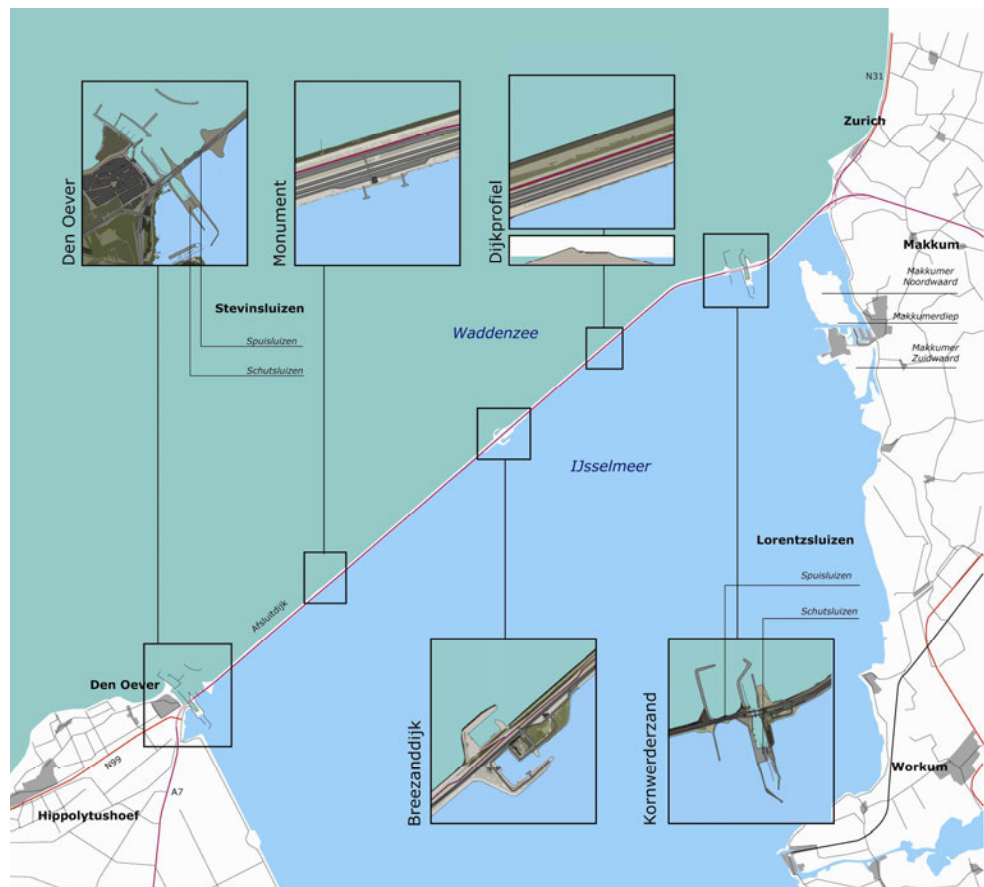 N31
Zurich
Den Oever
Monument
Dijkprofiel
Makkum
Makkumer
Noordwaard
Stevinsluizen
Makkumerdiep
Waddenzee
Spuisluizen
Makkumer
Zuidwaard
Schutsluizen
IJsselmeer
Lorentzsluizen
Spuisluizen
Afsluitdijk
Schutsluizen
Den Oever
Breezanddijk
Kornwerderzand
N99
Workum
A7
Hippolytushoef